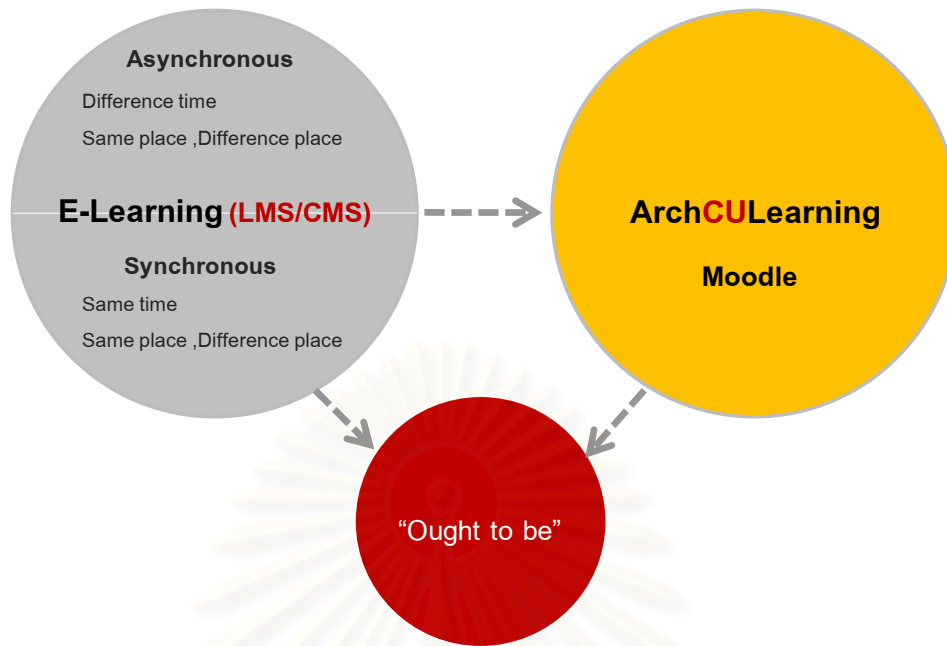 Asynchronous
Difference time
Same place ,Difference place
E-Learning (LMS/CMS)
Synchronous
Same time
Same place ,Difference place
ArchCULearning
Moodle
“Ought to be”